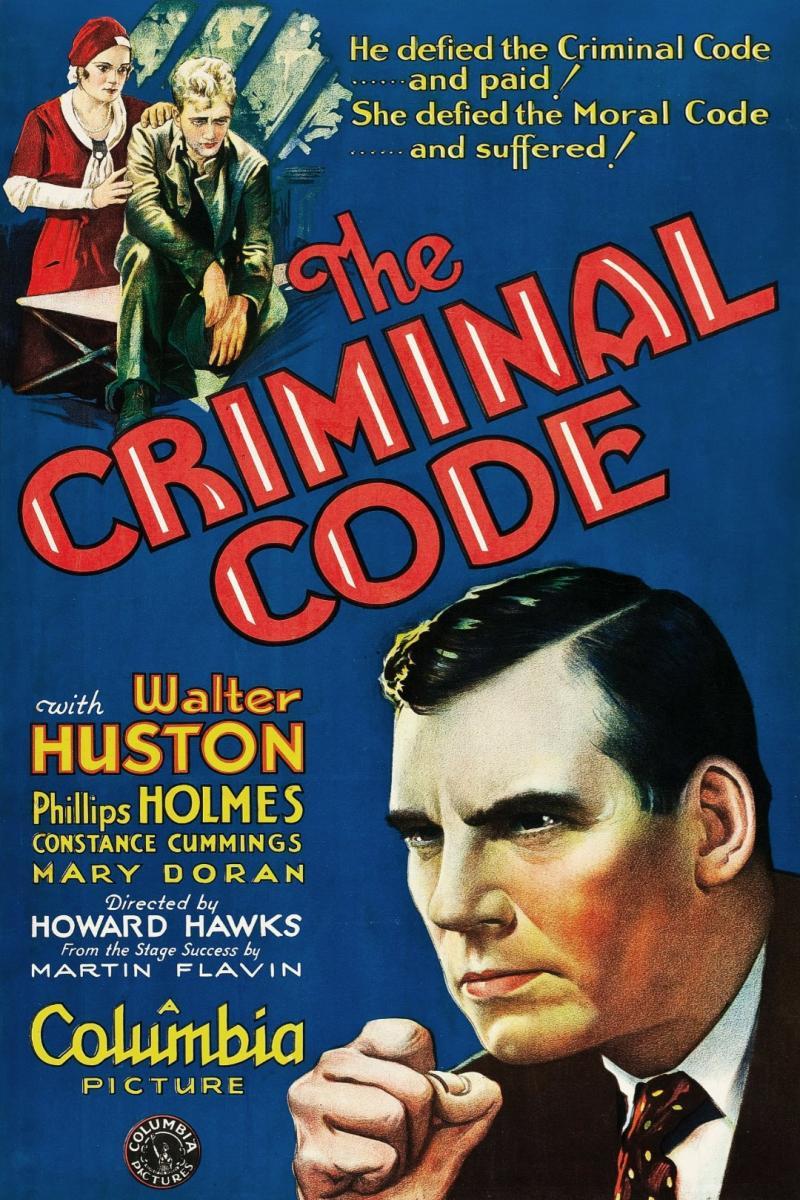 He defied the Criminal Code
......and paid!
She defied the Moral Code
......and suffered!
The
CRIMINAL
CODE
with Walter
HUSTON
Phillips HOLMES
CONSTANCE CUMMINGS
MARY DORAN
Directed by
HOWARD HAWKS
From the Stage Success by
MARTIN FLAVIN
A
Columbia
PICTURE
COLUMBIA
PICTURES